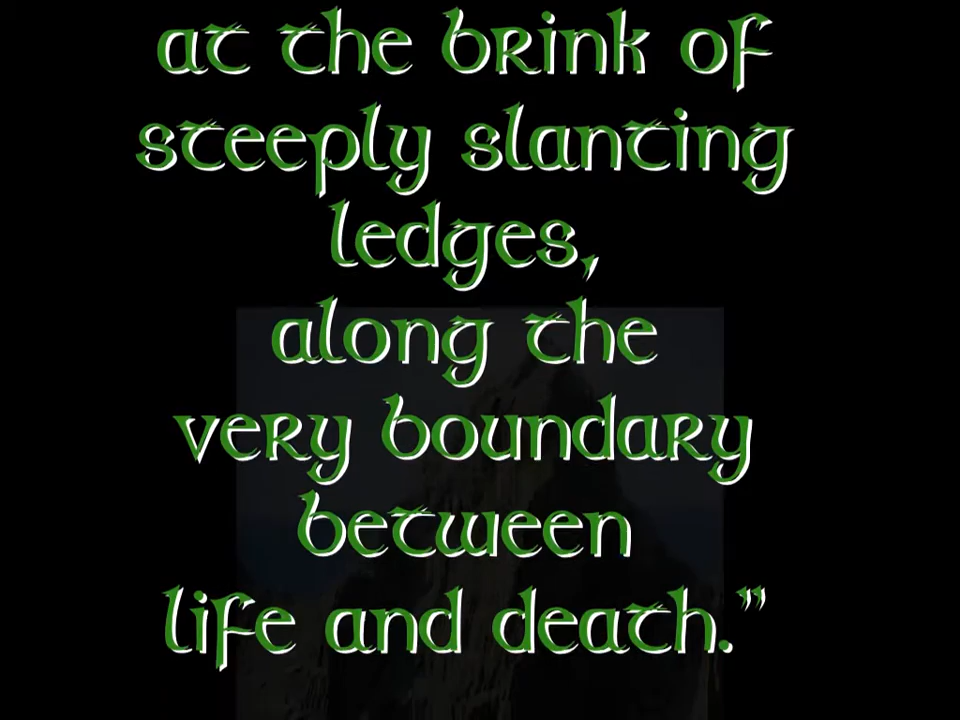 at the brink of
steeply slanting
ledges,
along the
very boundary
between
life and death."